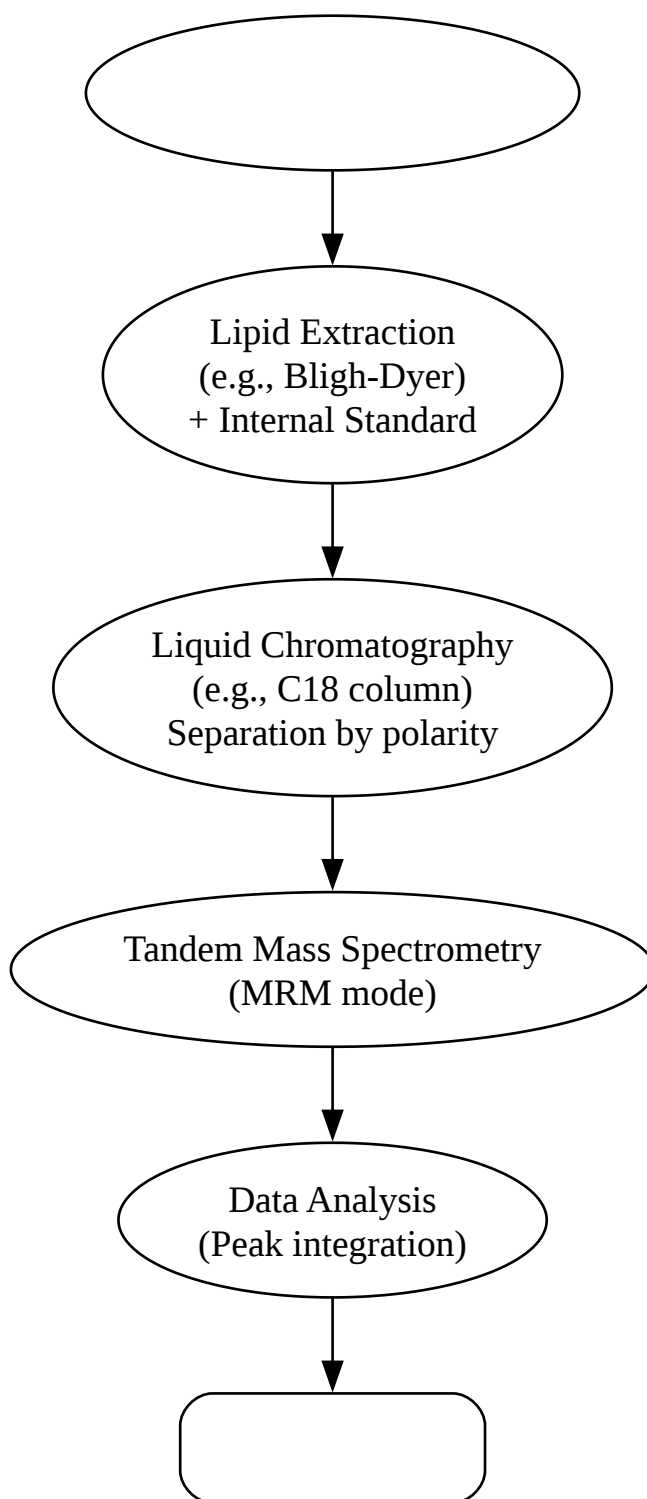 Lipid Extraction
(e.g., Bligh-Dyer)
+ Internal Standard
Liquid Chromatography
(e.g., C18 column)
Separation by polarity
Tandem Mass Spectrometry
(MRM mode)
Data Analysis
(Peak integration)